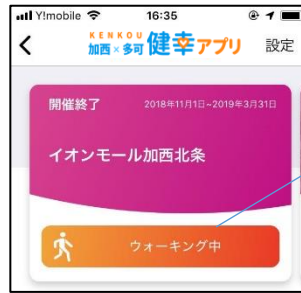 Y!mobile 16:35
KENKOU
加西×多可 健幸アプリ 設定
開催終了 2018年11月1日~2019年3月31日
イオンモール加西北条
ウォーキング中